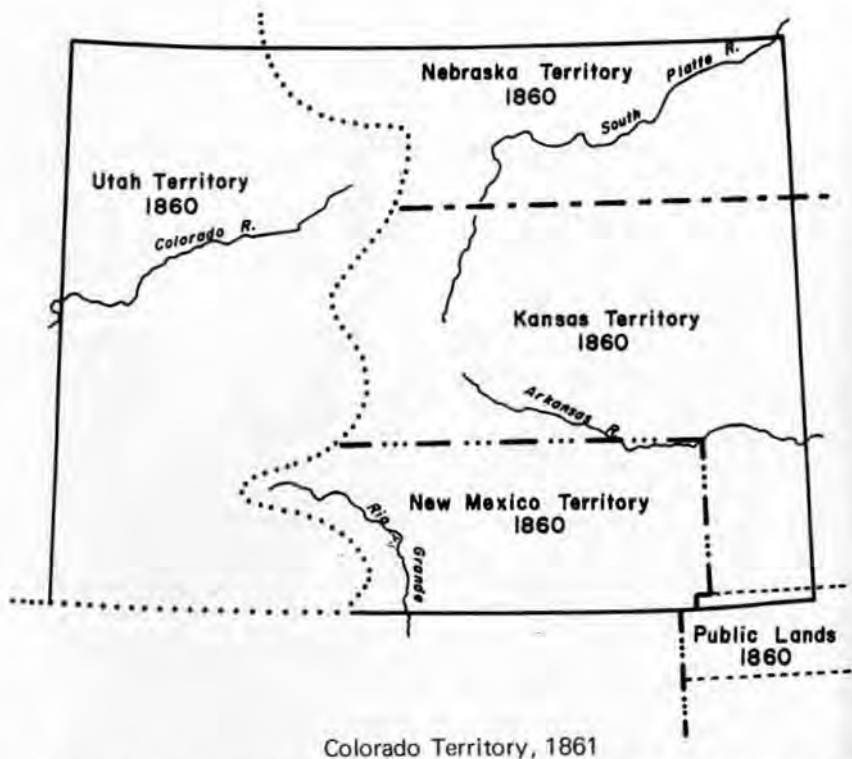 Nebraska Territory
1860
South Platte R.
Utah Territory
1860
Colorado R.
Kansas Territory
1860
Arkansas R.
New Mexico Territory
1860
Rio Grande
Public Lands
1860
Colorado Territory, 1861